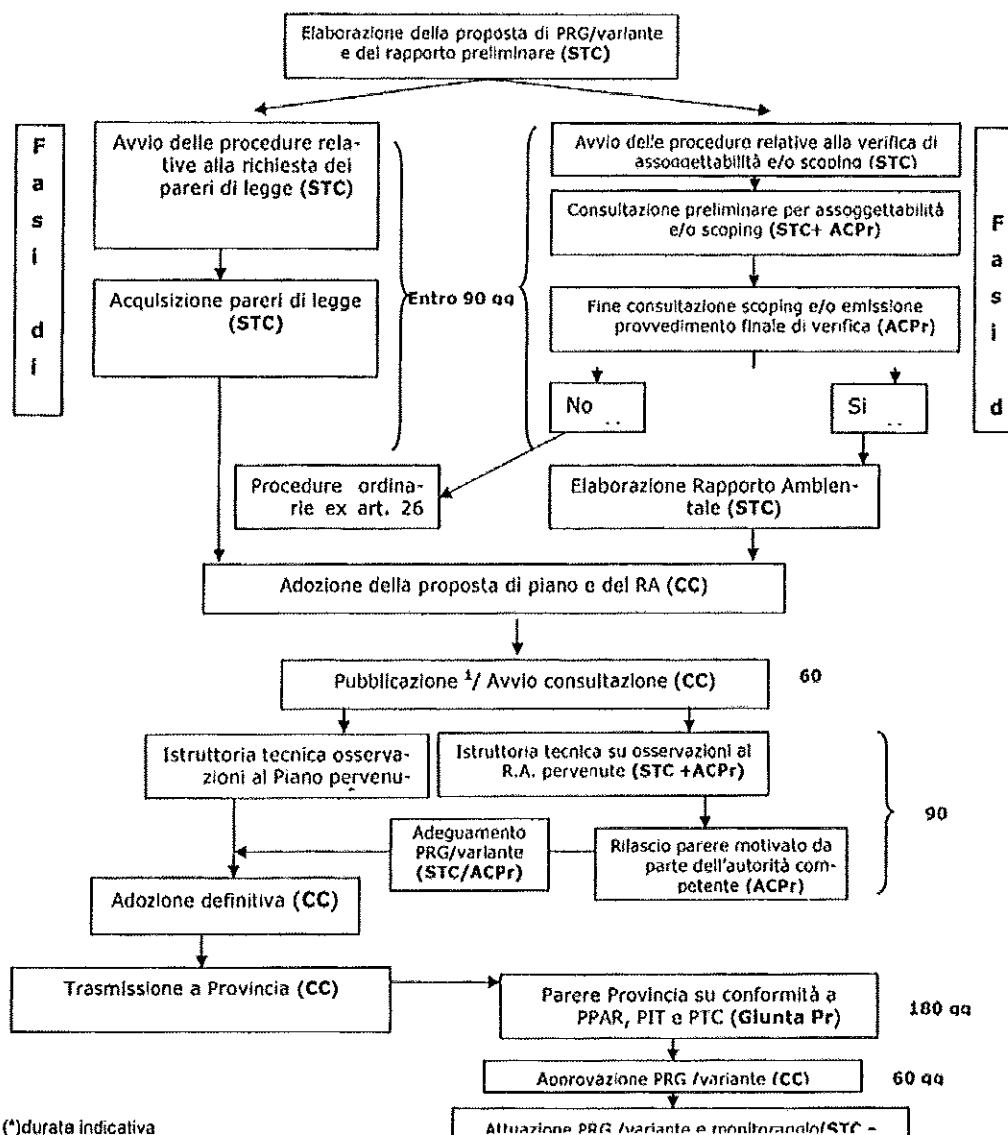 Elaborazione della proposta di PRG/variante
e del rapporto preliminare (STC)
F
a
s
i
d
i
Avvio delle procedure rela-
tive alla richiesta dei
pareri di legge (STC)
Acquisizione pareri di legge
(STC)
Entro 90 gg
Avvio delle procedure relative alla verifica di
assoggettabilità e/o scoping (STC)
Consultazione preliminare per assoggettabilità
e/o scoping (STC+ ACPr)
Fine consultazione scoping e/o emissione
provvedimento finale di verifica (ACPr)
F
a
s
i
d
No ..
Si ..
Procedure ordina-
rie ex art. 26
Elaborazione Rapporto Ambien-
tale (STC)
Adozione della proposta di piano e del RA (CC)
Pubblicazione ¹/ Avvio consultazione (CC)
60
Istruttoria tecnica osserva-
zioni al Piano pervenu-
Istruttoria tecnica su osservazioni al
R.A. pervenute (STC +ACPr)
90
Adeguamento
PRG/variante
(STC/ACPr)
Rilascio parere motivato da
parte dell'autorità com-
petente (ACPr)
Adozione definitiva (CC)
Trasmissione a Provincia (CC)
Parere Provincia su conformità a
PPAR, PIT e PTC (Giunta Pr)
180 gg
Approvazione PRG /variante (CC)
60 gg
(*)durata indicativa
Attuazione PRG /variante e monitoraggio(STC -